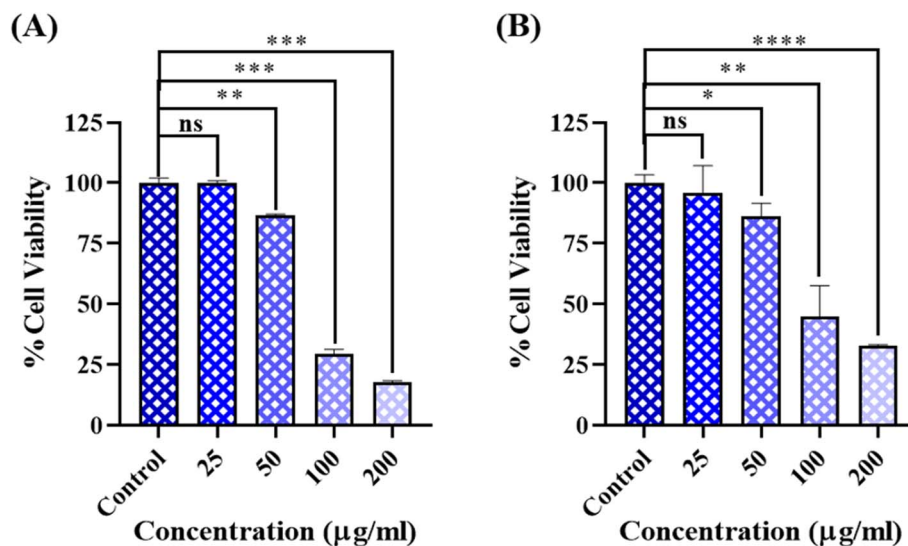 (A)
***
***
**
ns
125
100
75
50
25
0
% Cell Viability
Control
25
50
100
200
Concentration (μg/ml)
(B)
****
**
*
ns
125
100
75
50
25
0
% Cell Viability
Control
25
50
100
200
Concentration (μg/ml)